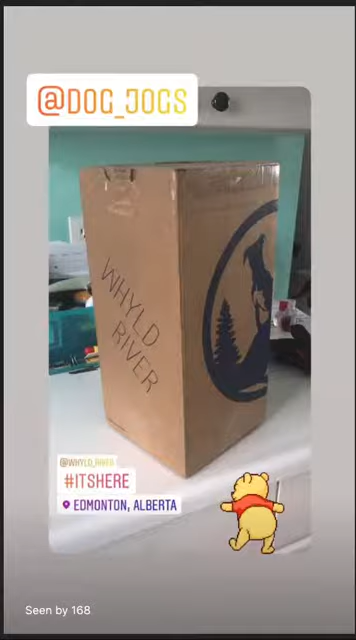 @DOG_JOGS
WHYLD
RIVER
@WHYLD_RIVER
#ITSHERE
EDMONTON, ALBERTA
Seen by 168